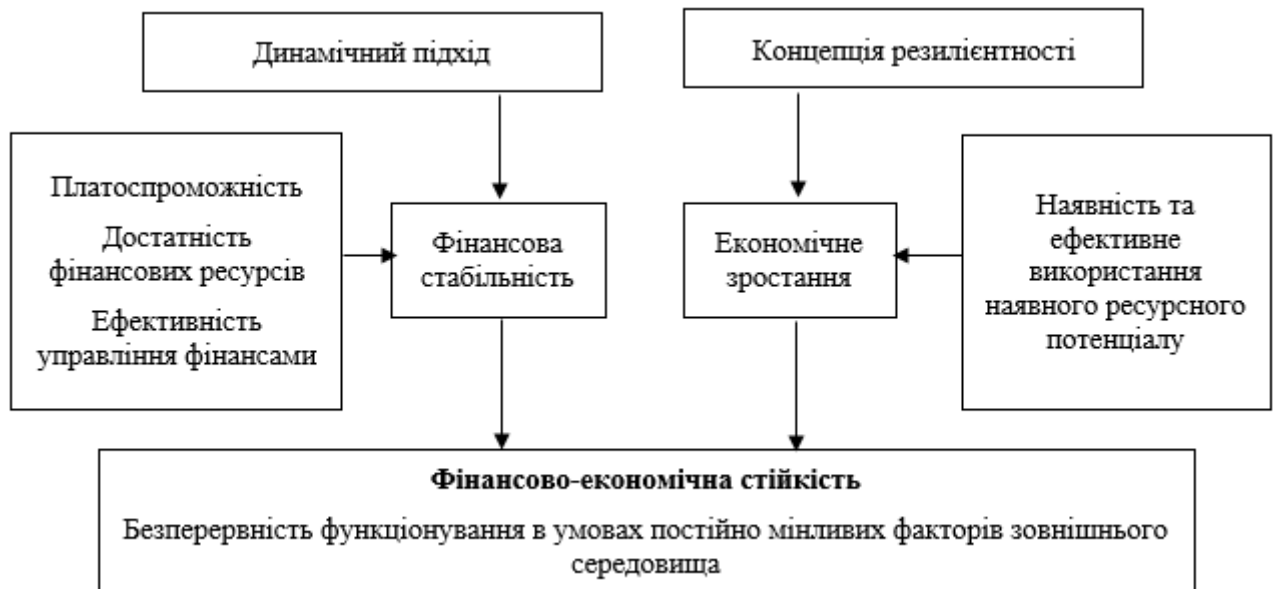 Динамічний підхід
Концепція резилієнтності
Платоспроможність
Достатність
фінансових ресурсів
Ефективність
управління фінансами
Фінансова
стабільність
Економічне
зростання
Наявність та
ефективне
використання
наявного ресурсного
потенціалу
Фінансово-економічна стійкість
Безперервність функціонування в умовах постійно мінливих факторів зовнішнього
середовища